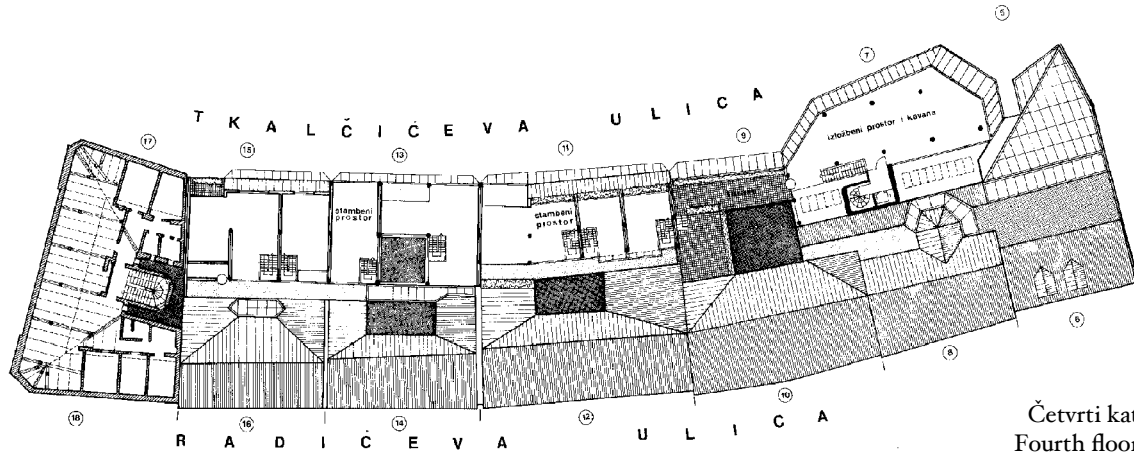 5
7
TKALČIĆEVA ULICA
17
15
13
11
9
izložbeni prostor i kavana
stambeni
prostor
stambeni
prostor
18
16
14
12
10
8
6
RADIĆEVA ULICA
Četvrti kat
Fourth floor